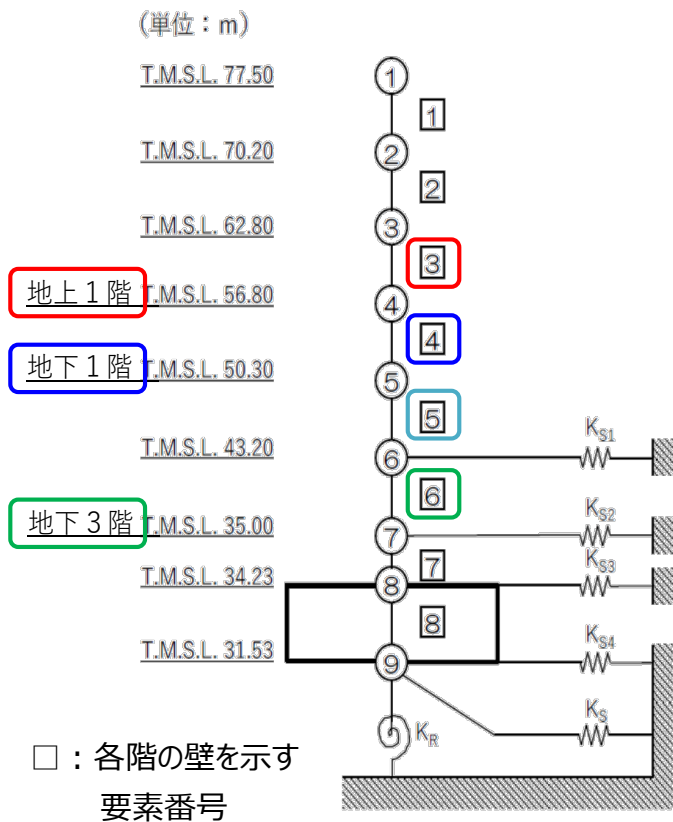 (単位：m)
T.M.S.L. 77.50
①
1
T.M.S.L. 70.20
②
2
T.M.S.L. 62.80
③
3
地上１階 T.M.S.L. 56.80
④
4
地下１階 T.M.S.L. 50.30
⑤
5
T.M.S.L. 43.20
⑥
KS1
6
地下３階 T.M.S.L. 35.00
⑦
KS2
7
T.M.S.L. 34.23
⑧
KS3
8
T.M.S.L. 31.53
⑨
KS4
KR
KS
□：各階の壁を示す
要素番号